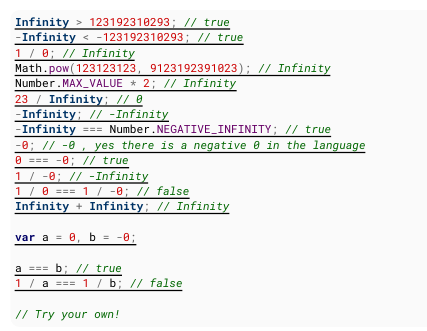 Infinity > 123192310293; // true
-Infinity < -123192310293; // true
1 / 0; // Infinity
Math.pow(123123123, 9123192391023); // Infinity
Number.MAX_VALUE * 2; // Infinity
23 / Infinity; // 0
-Infinity; // -Infinity
-Infinity === Number.NEGATIVE_INFINITY; // true
-0; // -0 , yes there is a negative 0 in the language
0 === -0; // true
1 / -0; // -Infinity
1 / 0 === 1 / -0; // false
Infinity + Infinity; // Infinity
var a = 0, b = -0;
a === b; // true
1 / a === 1 / b; // false
// Try your own!